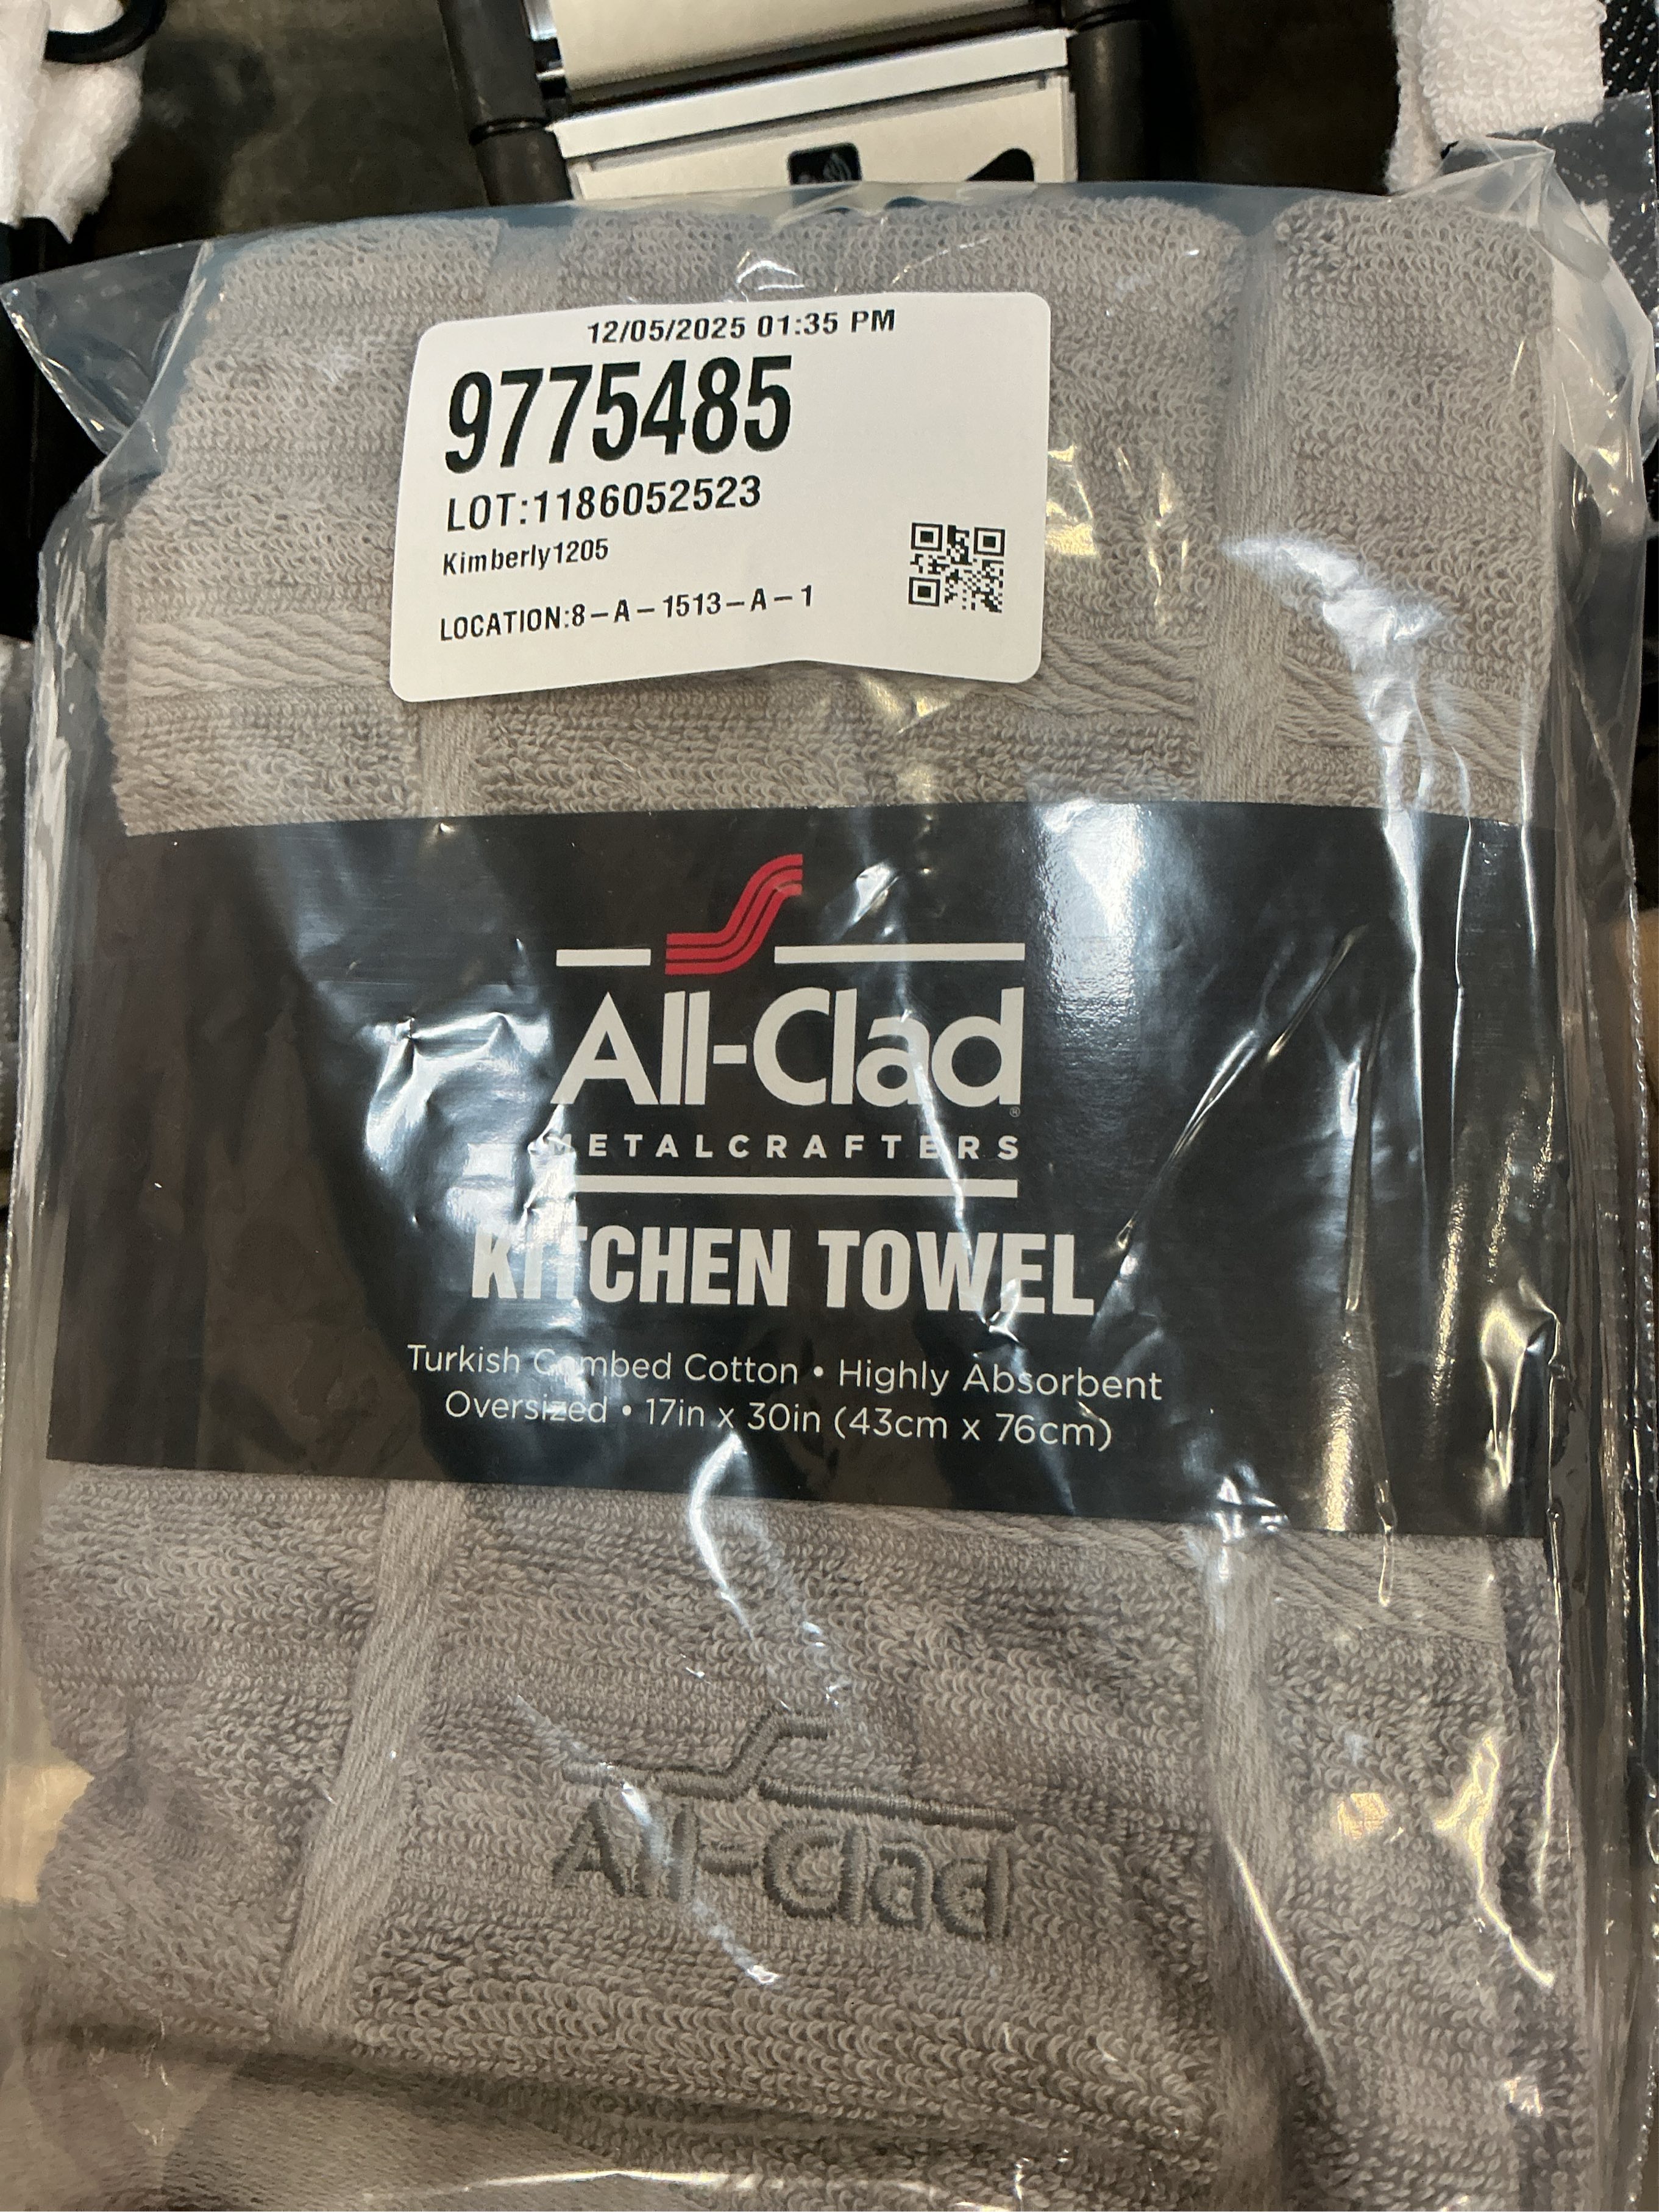 12/05/2025 01:35 PM
9775485
LOT:1186052523
Kimberly1205
LOCATION:8-A-1513-A-1
All-Clad®
METALCRAFTERS
KITCHEN TOWEL
Turkish Combed Cotton • Highly Absorbent
Oversized • 17in x 30in (43cm x 76cm)
All-Clad